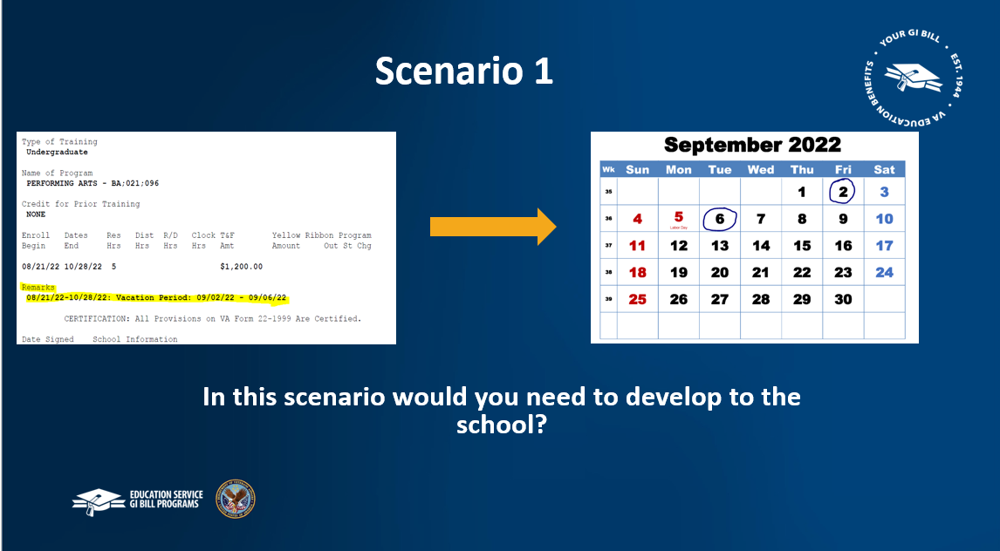 Scenario 1
YOUR GI BILL • EST. 1944 • VA EDUCATION BENEFITS •
Type of Training
Undergraduate
Name of Program
PERFORMING ARTS - BA;021;096
Credit for Prior Training
NONE
Enroll Dates Res Dist R/D Clock T&F Yellow Ribbon Program
Begin End Hrs Hrs Hrs Hrs Amt Amount Out St Chg
08/21/22 10/28/22 5 $1,200.00
Remarks
08/21/22-10/28/22: Vacation Period: 09/02/22 - 09/06/22
CERTIFICATION: All Provisions on VA Form 22-1999 Are Certified.
Date Signed School Information
September 2022
Wk Sun Mon Tue Wed Thu Fri Sat
35 1 2 3
36 4 5 6 7 8 9 10
Labor Day
37 11 12 13 14 15 16 17
38 18 19 20 21 22 23 24
39 25 26 27 28 29 30
In this scenario would you need to develop to the
school?
EDUCATION SERVICE
GI BILL PROGRAMS